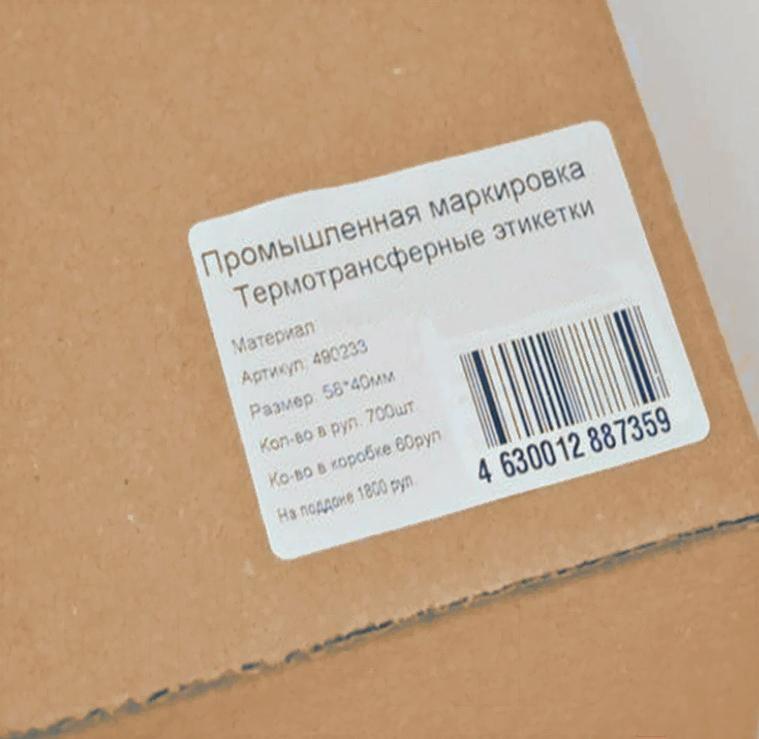 Промышленная маркировка
Термотрансферные этикетки
Материал:
Артикул: 490233
Размер: 58*40мм
Кол-во в рул. 700шт.
Ко-во в коробке 60рул
На поддоне 1800 рул.
4 630012 887359